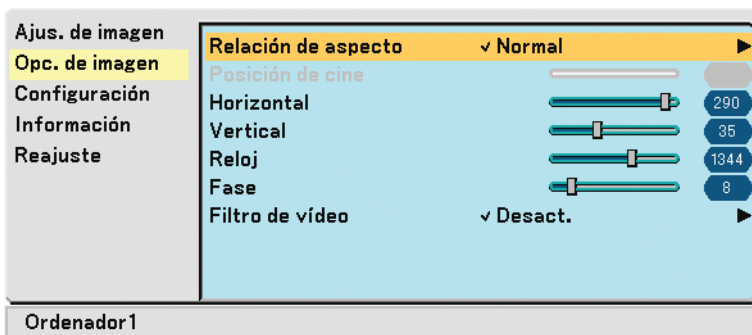 Ajus. de imagen
Opc. de imagen
Configuración
Información
Reajuste
Relación de aspecto ✓ Normal
Posición de cine
Horizontal 290
Vertical 35
Reloj 1344
Fase 8
Filtro de vídeo ✓ Desact.
Ordenador1